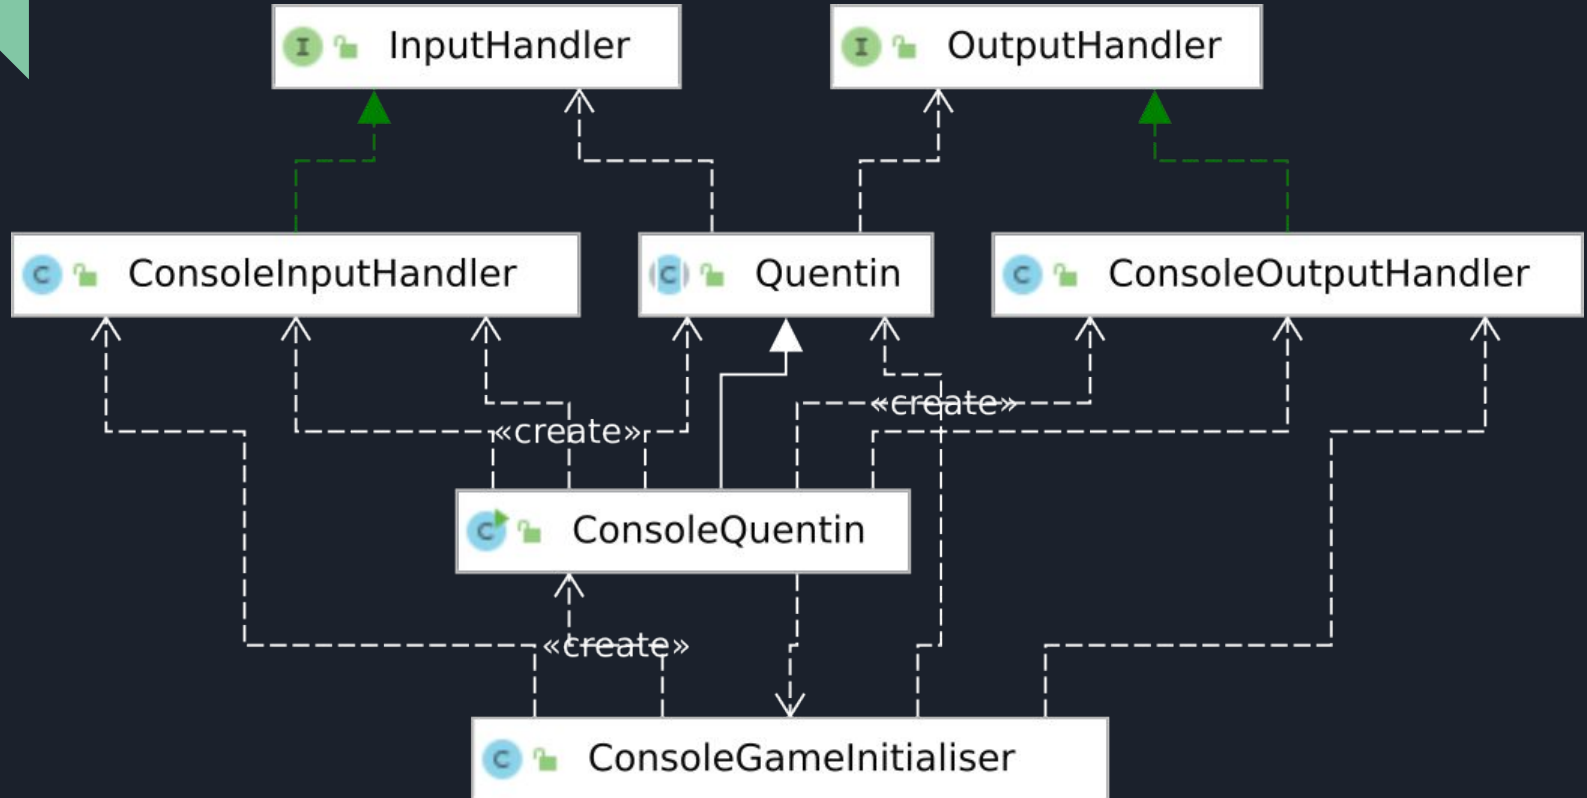 InputHandler
OutputHandler
ConsoleInputHandler
Quentin
ConsoleOutputHandler
«create»
«create»
ConsoleQuentin
«create»
ConsoleGameInitialiser